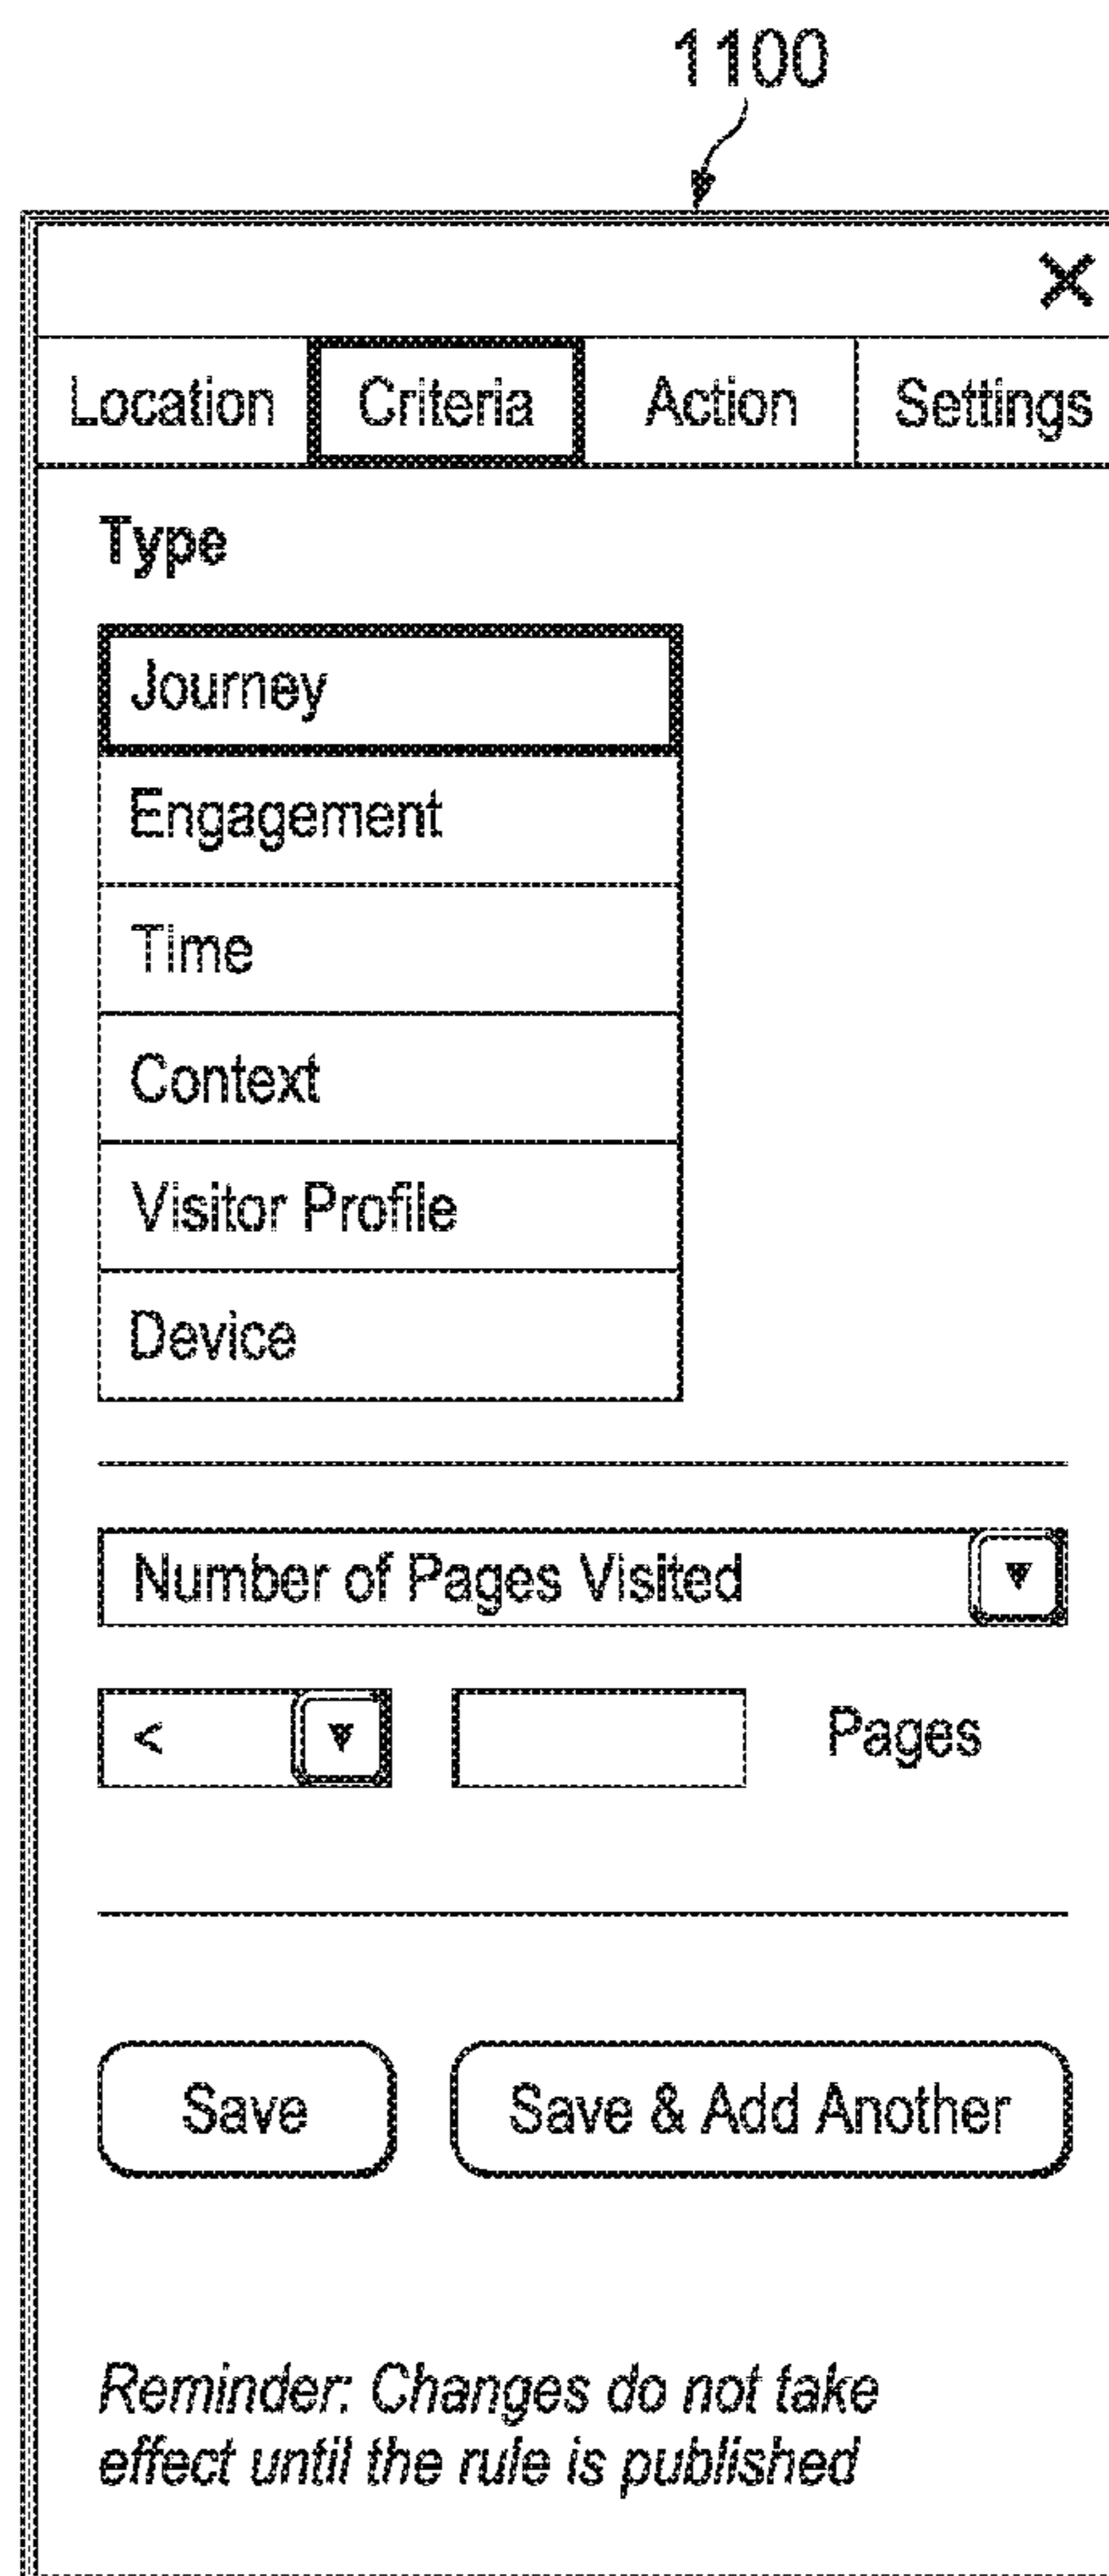 1100
Location Criteria Action Settings
Type
Journey
Engagement
Time
Context
Visitor Profile
Device
Number of Pages Visited
< Pages
Save Save & Add Another
Reminder: Changes do not take
effect until the rule is published